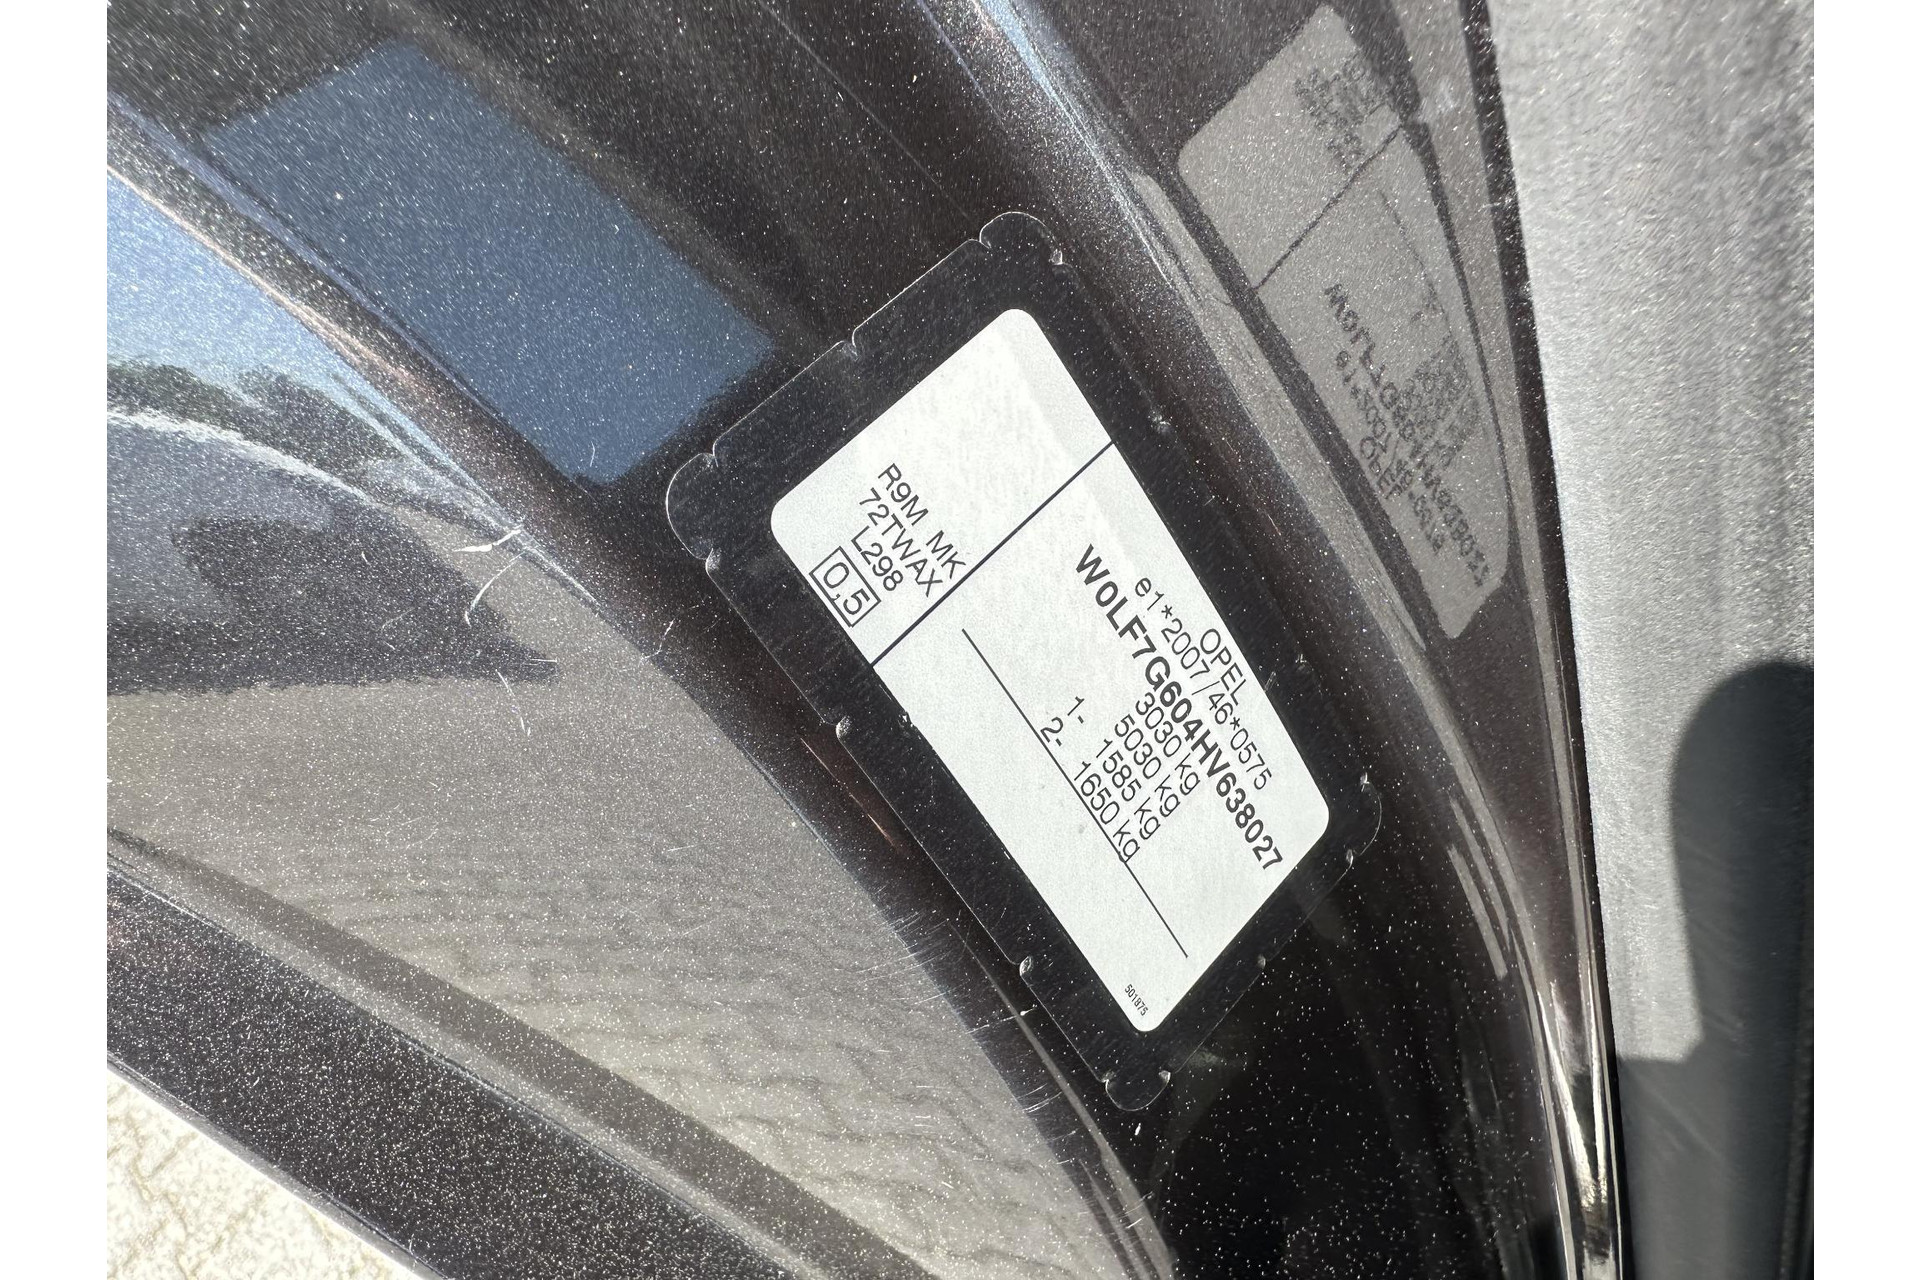 OPEL
e1*2007/46*0575
W0LF7G604HV638027
3030 kg
5030 kg
1- 1585 kg
2- 1650 kg
R9M MK
72TWAX
L298
0,5
501875